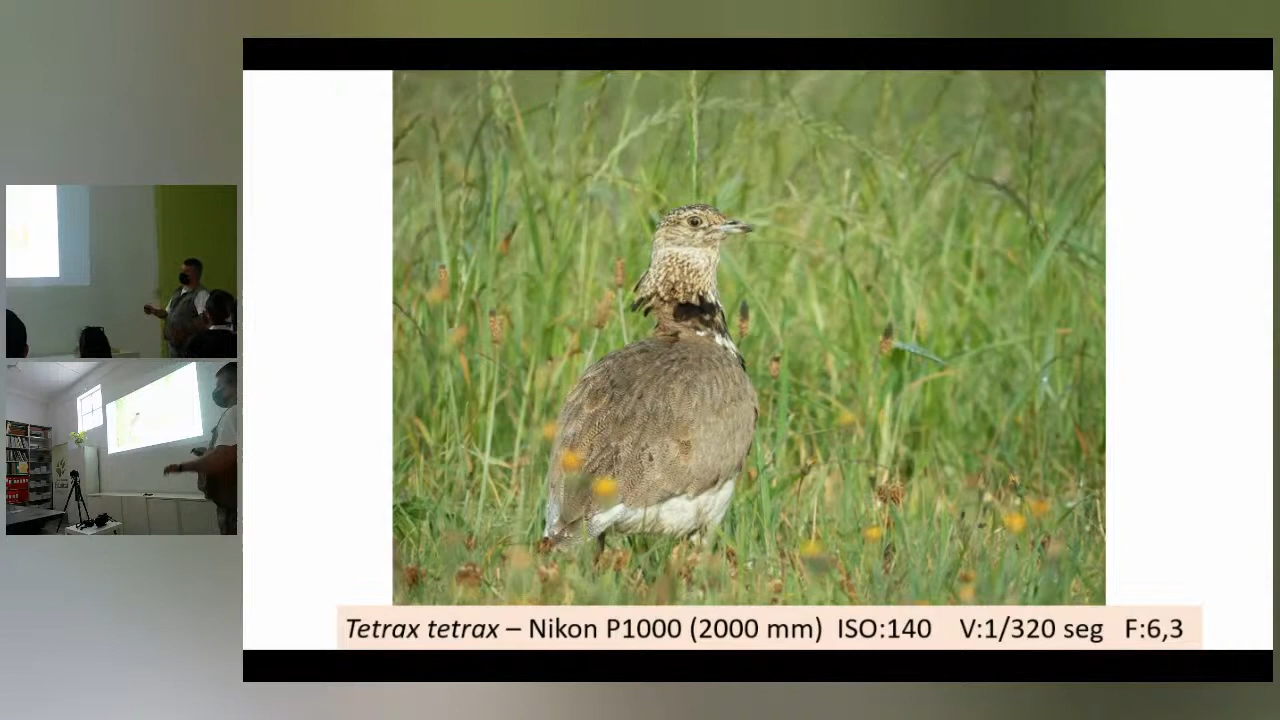 Tetrax tetrax – Nikon P1000 (2000 mm) ISO:140 V:1/320 seg F:6,3